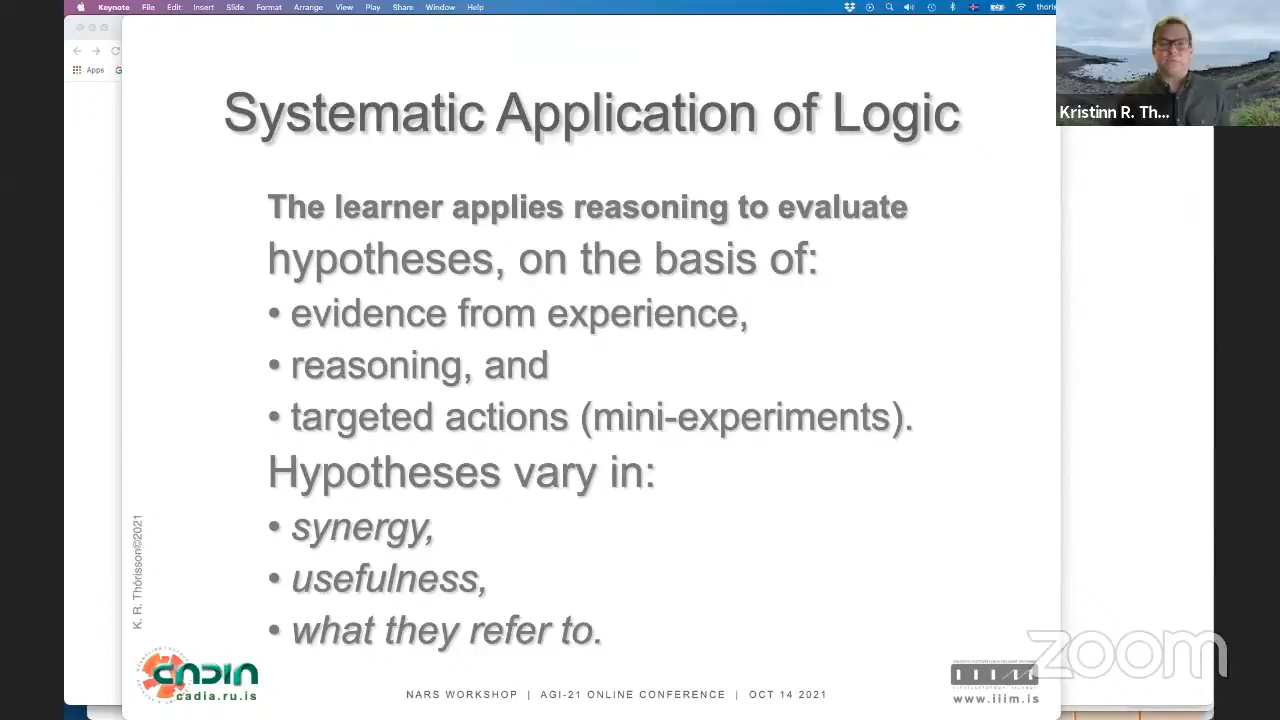 Keynote File Edit Insert Slide Format Arrange View Play Share Window Help
Apps
Kristinn R. Th...
Systematic Application of Logic
The learner applies reasoning to evaluate
hypotheses, on the basis of:
• evidence from experience,
• reasoning, and
• targeted actions (mini-experiments).
Hypotheses vary in:
• synergy,
• usefulness,
• what they refer to.
K. R. Thórisson©2021
CADIA
cadia.ru.is
NARS WORKSHOP | AGI-21 ONLINE CONFERENCE | OCT 14 2021
www.iiim.is
zoom